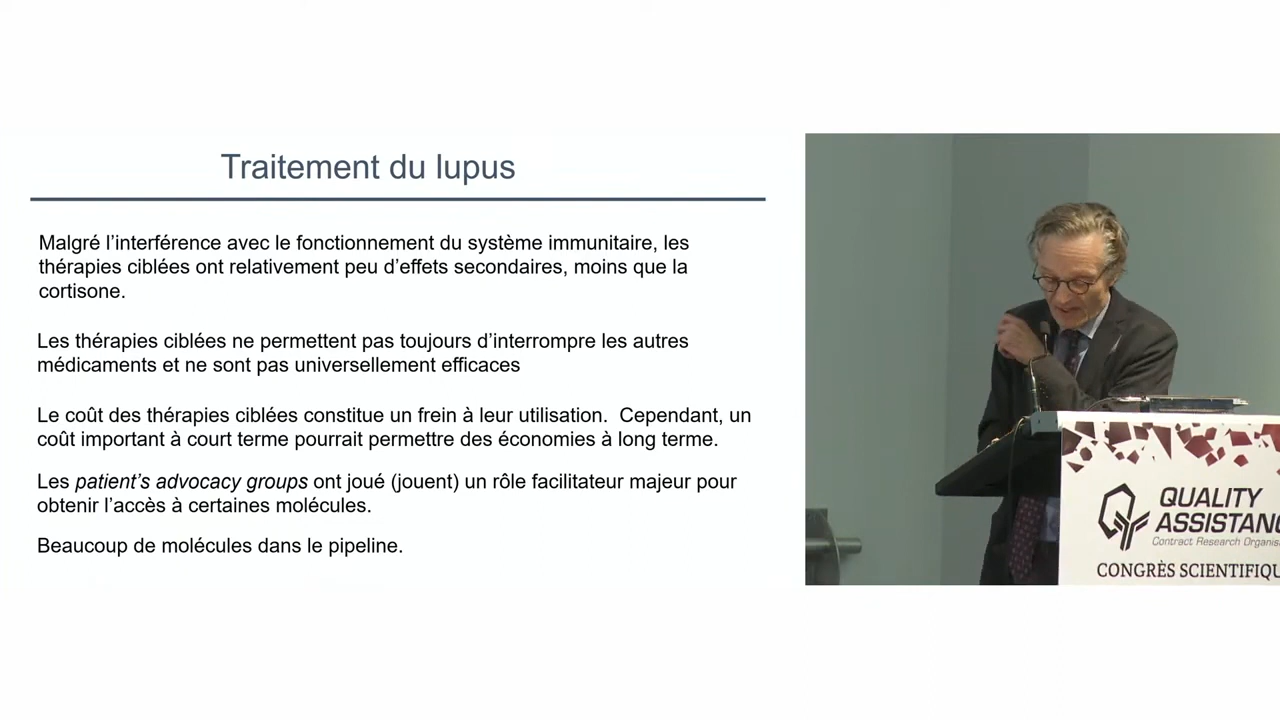 Traitement du lupus
Malgré l’interférence avec le fonctionnement du système immunitaire, les
thérapies ciblées ont relativement peu d’effets secondaires, moins que la
cortisone.
Les thérapies ciblées ne permettent pas toujours d’interrompre les autres
médicaments et ne sont pas universellement efficaces
Le coût des thérapies ciblées constitue un frein à leur utilisation.  Cependant, un
coût important à court terme pourrait permettre des économies à long terme.
Les patient’s advocacy groups ont joué (jouent) un rôle facilitateur majeur pour
obtenir l’accès à certaines molécules.
Beaucoup de molécules dans le pipeline.
QUALITY
ASSISTANC
Contract Research Organis
CONGRÈS SCIENTIFIQU